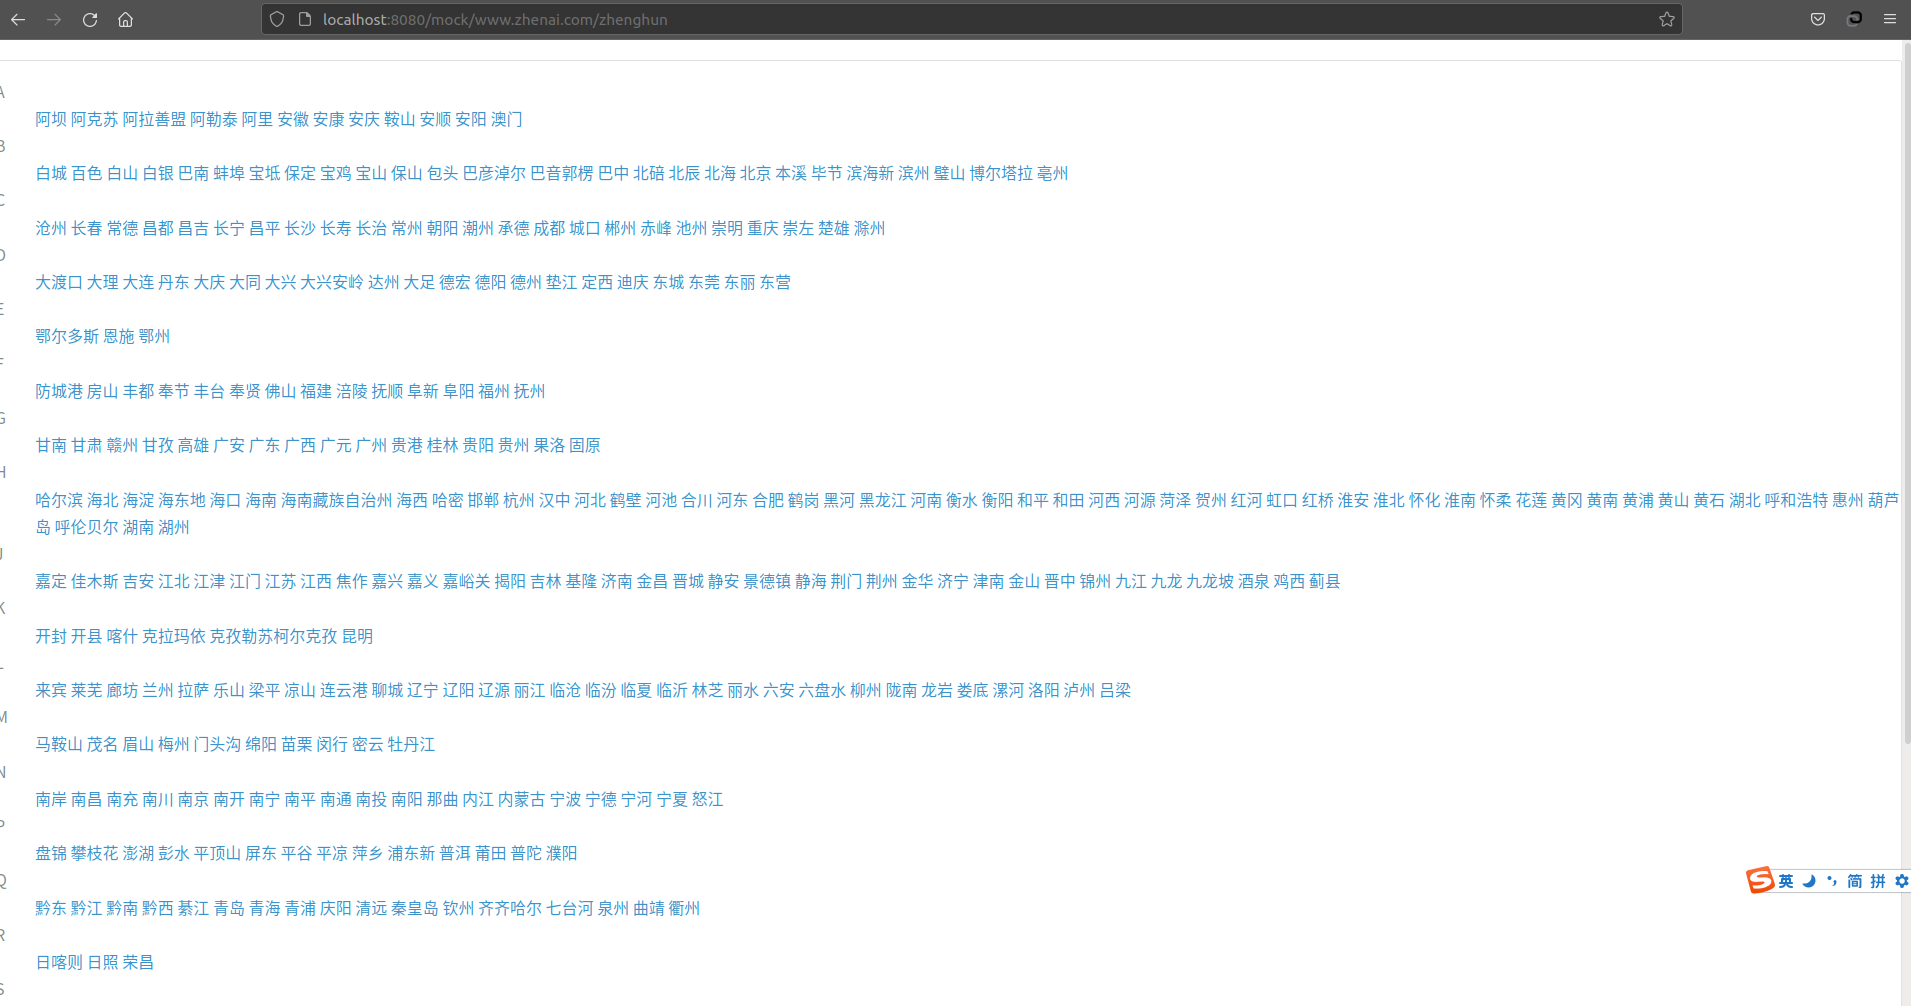 localhost:8080/mock/www.zhenai.com/zhenghun
A
阿坝 阿克苏 阿拉善盟 阿勒泰 阿里 安徽 安康 安庆 鞍山 安顺 安阳 澳门
B
白城 百色 白山 白银 巴南 蚌埠 宝坻 保定 宝鸡 宝山 保山 包头 巴彦淖尔 巴音郭楞 巴中 北碚 北辰 北海 北京 本溪 毕节 滨海新 滨州 璧山 博尔塔拉 亳州
C
沧州 长春 常德 昌都 昌吉 长宁 昌平 长沙 长寿 长治 常州 朝阳 潮州 承德 成都 城口 郴州 赤峰 池州 崇明 重庆 崇左 楚雄 滁州
D
大渡口 大理 大连 丹东 大庆 大同 大兴 大兴安岭 达州 大足 德宏 德阳 德州 垫江 定西 迪庆 东城 东莞 东丽 东营
E
鄂尔多斯 恩施 鄂州
F
防城港 房山 丰都 奉节 丰台 奉贤 佛山 福建 涪陵 抚顺 阜新 阜阳 福州 抚州
G
甘南 甘肃 赣州 甘孜 高雄 广安 广东 广西 广元 广州 贵港 桂林 贵阳 贵州 果洛 固原
H
哈尔滨 海北 海淀 海东地 海口 海南 海南藏族自治州 海西 哈密 邯郸 杭州 汉中 河北 鹤壁 河池 合川 河东 合肥 鹤岗 黑河 黑龙江 河南 衡水 衡阳 和平 和田 河西 河源 菏泽 贺州 红河 虹口 红桥 淮安 淮北 怀化 淮南 怀柔 花莲 黄冈 黄南 黄浦 黄山 黄石 湖北 呼和浩特 惠州 葫芦
岛 呼伦贝尔 湖南 湖州
J
嘉定 佳木斯 吉安 江北 江津 江门 江苏 江西 焦作 嘉兴 嘉义 嘉峪关 揭阳 吉林 基隆 济南 金昌 晋城 静安 景德镇 静海 荆门 荆州 金华 济宁 津南 金山 晋中 锦州 九江 九龙 九龙坡 酒泉 鸡西 蓟县
K
开封 开县 喀什 克拉玛依 克孜勒苏柯尔克孜 昆明
L
来宾 莱芜 廊坊 兰州 拉萨 乐山 梁平 凉山 连云港 聊城 辽宁 辽阳 辽源 丽江 临沧 临汾 临夏 临沂 林芝 丽水 六安 六盘水 柳州 陇南 龙岩 娄底 漯河 洛阳 泸州 吕梁
M
马鞍山 茂名 眉山 梅州 门头沟 绵阳 苗栗 闵行 密云 牡丹江
N
南岸 南昌 南充 南川 南京 南开 南宁 南平 南通 南投 南阳 那曲 内江 内蒙古 宁波 宁德 宁河 宁夏 怒江
P
盘锦 攀枝花 澎湖 彭水 平顶山 屏东 平谷 平凉 萍乡 浦东新 普洱 莆田 普陀 濮阳
英 简 拼
Q
黔东 黔江 黔南 黔西 綦江 青岛 青海 青浦 庆阳 清远 秦皇岛 钦州 齐齐哈尔 七台河 泉州 曲靖 衢州
R
日喀则 日照 荣昌
S